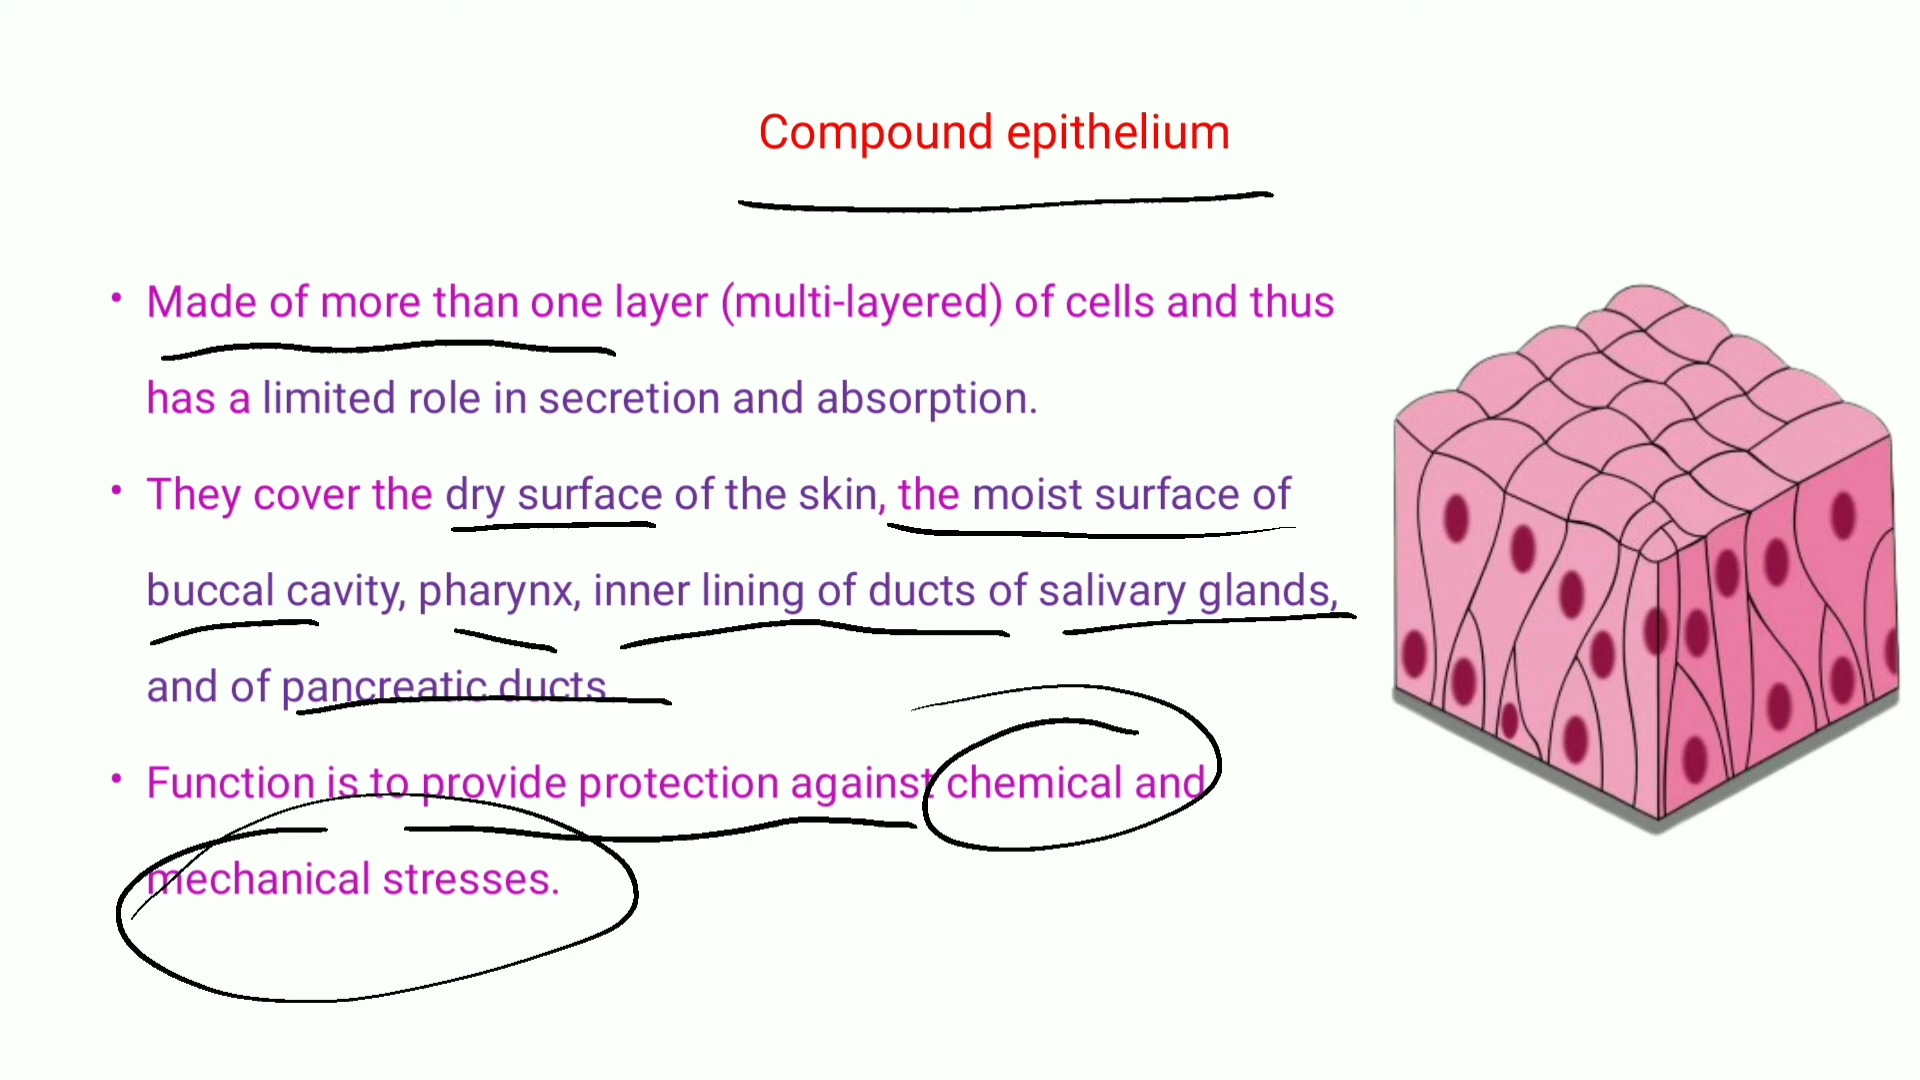 Compound epithelium
• Made of more than one layer (multi-layered) of cells and thus
has a limited role in secretion and absorption.
• They cover the dry surface of the skin, the moist surface of
buccal cavity, pharynx, inner lining of ducts of salivary glands,
and of pancreatic ducts
• Function is to provide protection against chemical and
mechanical stresses.